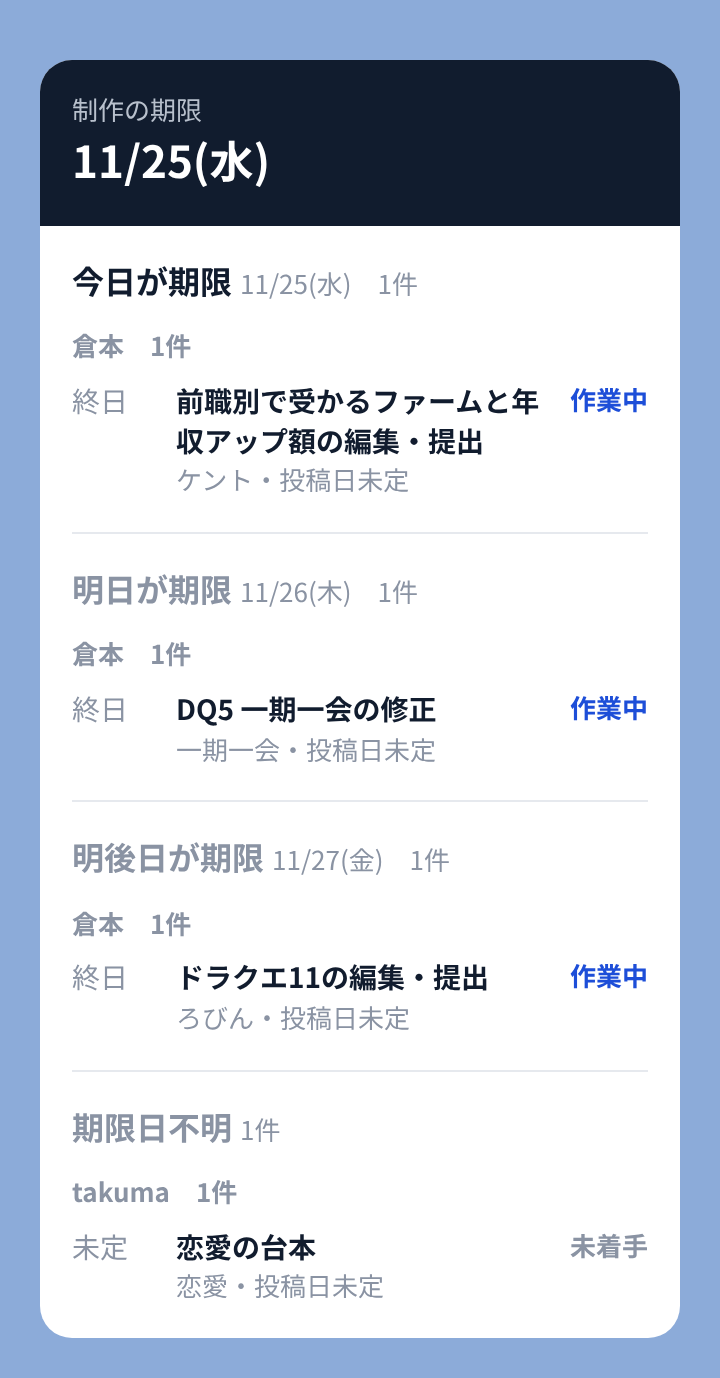 制作の期限
11/25(水)
今日が期限 11/25(水)　1件
倉本　1件
終日　前職別で受かるファームと年　作業中
収アップ額の編集・提出
ケント・投稿日未定
明日が期限 11/26(木)　1件
倉本　1件
終日　DQ5 一期一会の修正　作業中
一期一会・投稿日未定
明後日が期限 11/27(金)　1件
倉本　1件
終日　ドラクエ11の編集・提出　作業中
ろびん・投稿日未定
期限日不明 1件
takuma　1件
未定　恋愛の台本　未着手
恋愛・投稿日未定